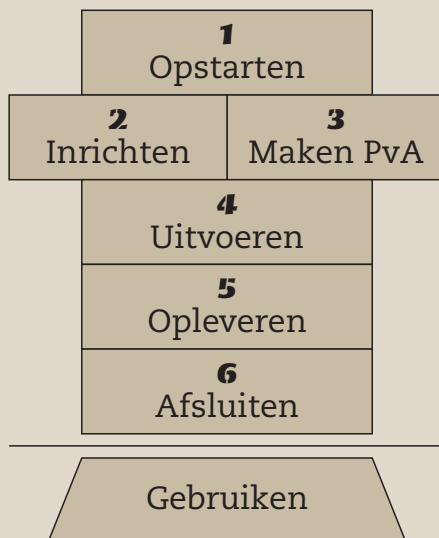 1
Opstarten
2
Inrichten
3
Maken PvA
4
Uitvoeren
5
Opleveren
6
Afsluiten
Gebruiken